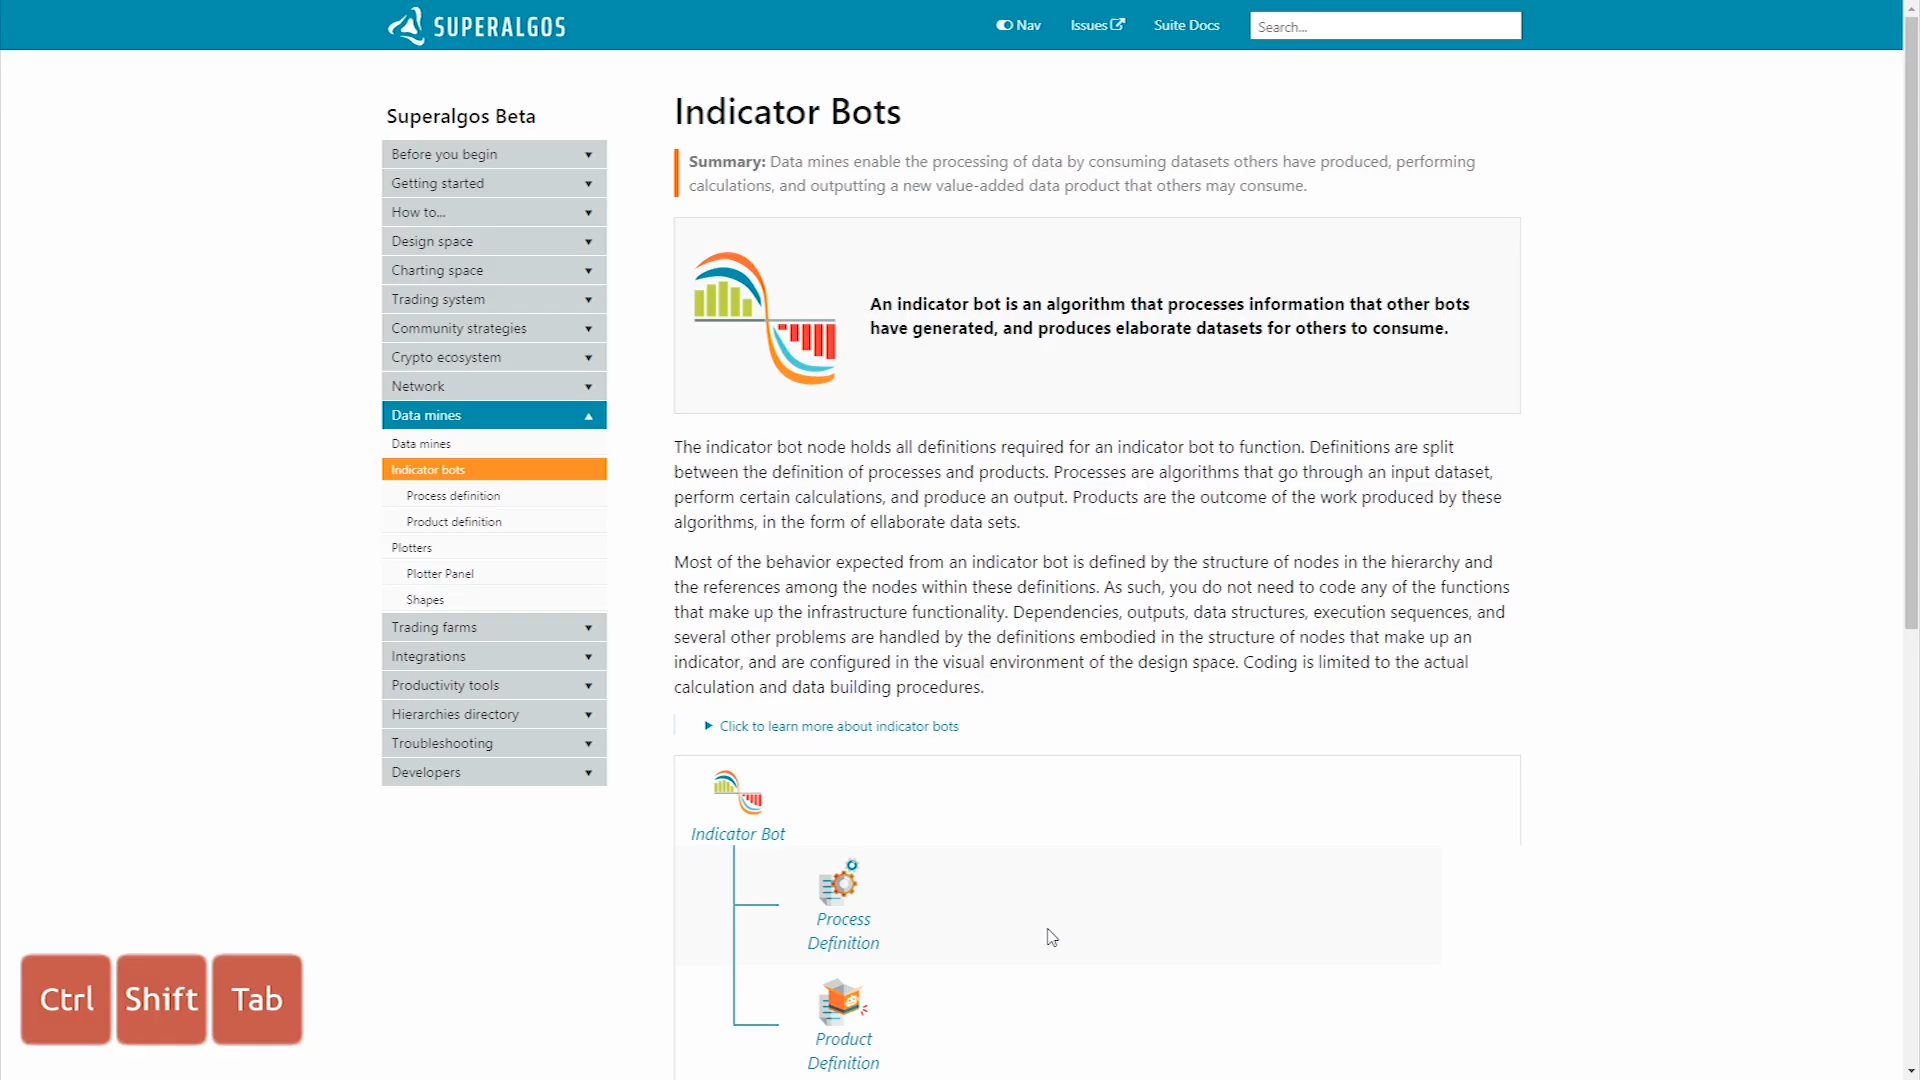 SUPERALGOS
Nav
Issues
Suite Docs
Search...
Superalgos Beta
Before you begin
Getting started
How to...
Design space
Charting space
Trading system
Community strategies
Crypto ecosystem
Network
Data mines
Data mines
Indicator bots
Process definition
Product definition
Plotters
Plotter Panel
Shapes
Trading farms
Integrations
Productivity tools
Hierarchies directory
Troubleshooting
Developers
Indicator Bots
Summary: Data mines enable the processing of data by consuming datasets others have produced, performing
calculations, and outputting a new value-added data product that others may consume.
An indicator bot is an algorithm that processes information that other bots
have generated, and produces elaborate datasets for others to consume.
The indicator bot node holds all definitions required for an indicator bot to function. Definitions are split
between the definition of processes and products. Processes are algorithms that go through an input dataset,
perform certain calculations, and produce an output. Products are the outcome of the work produced by these
algorithms, in the form of ellaborate data sets.
Most of the behavior expected from an indicator bot is defined by the structure of nodes in the hierarchy and
the references among the nodes within these definitions. As such, you do not need to code any of the functions
that make up the infrastructure functionality. Dependencies, outputs, data structures, execution sequences, and
several other problems are handled by the definitions embodied in the structure of nodes that make up an
indicator, and are configured in the visual environment of the design space. Coding is limited to the actual
calculation and data building procedures.
Click to learn more about indicator bots
Indicator Bot
Process
Definition
Product
Definition
Ctrl
Shift
Tab